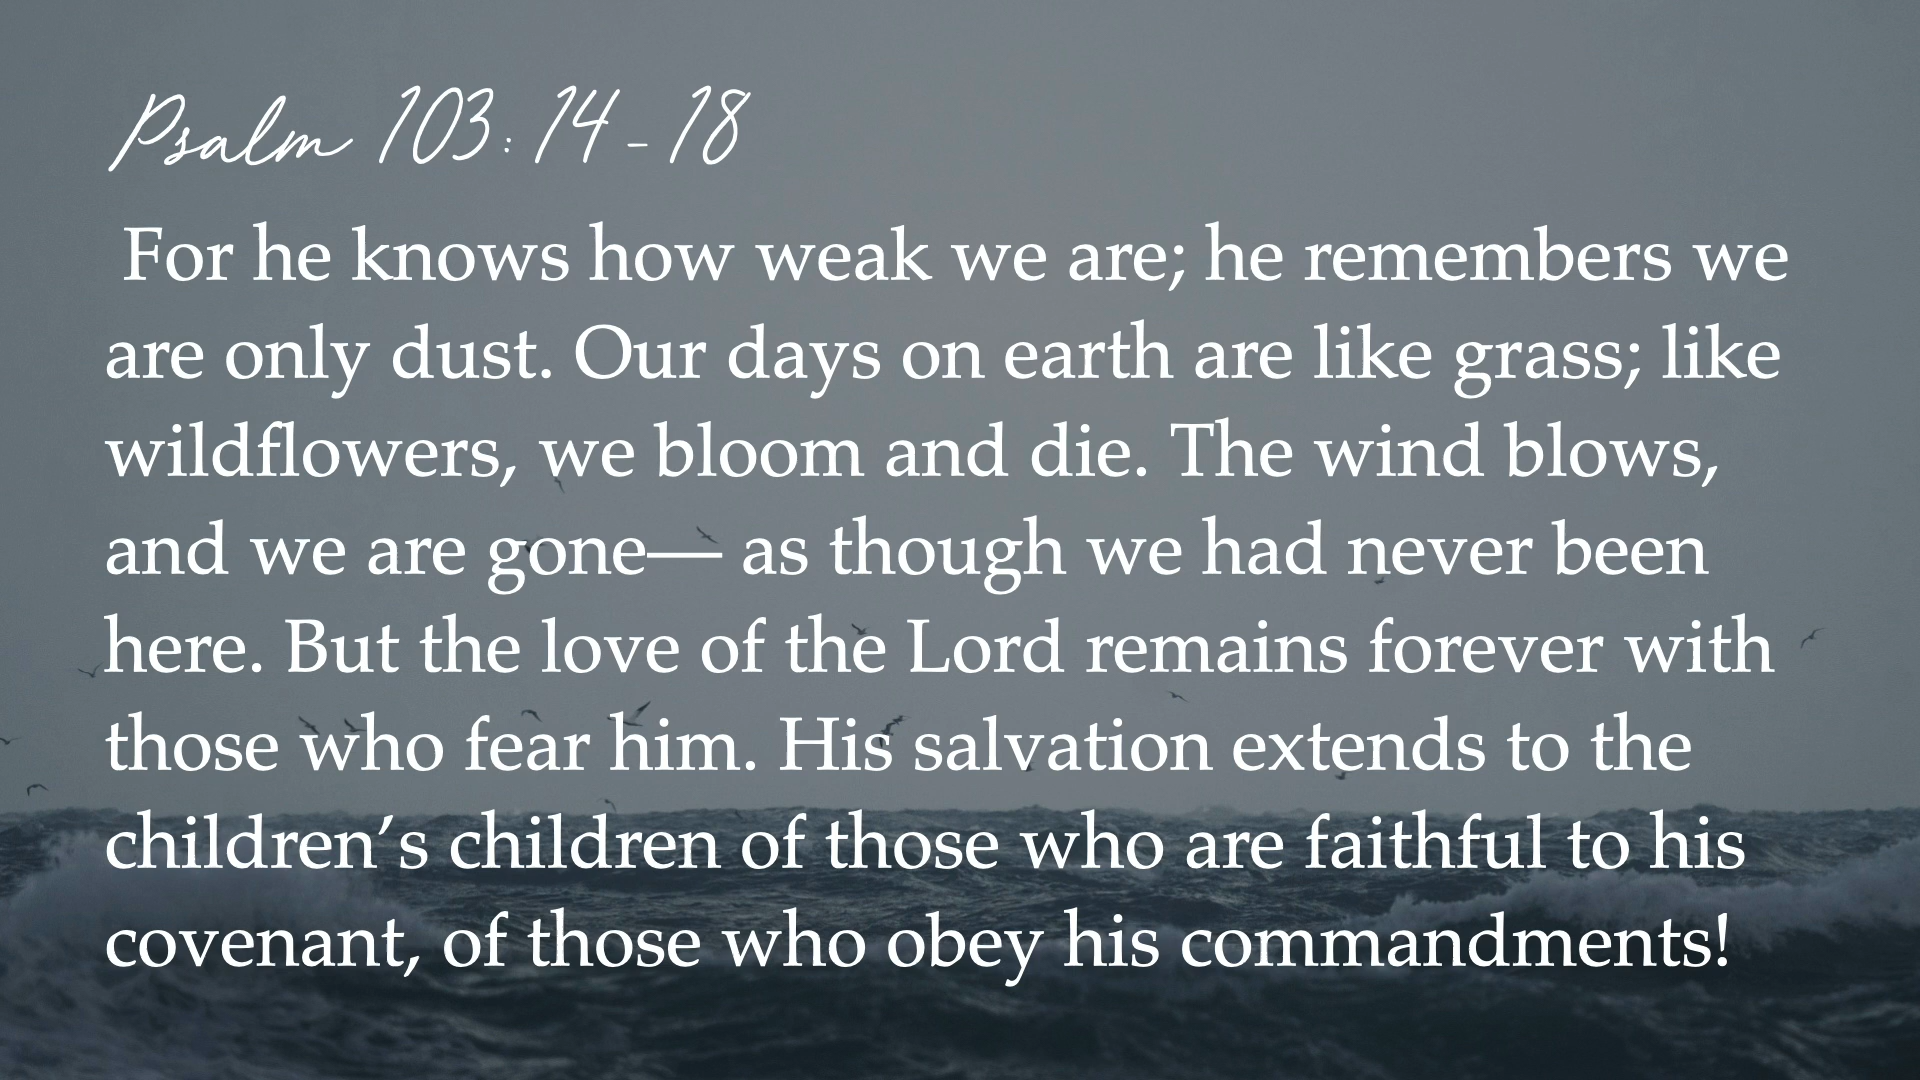 Psalm 103:14-18
For he knows how weak we are; he remembers we
are only dust. Our days on earth are like grass; like
wildflowers, we bloom and die. The wind blows,
and we are gone— as though we had never been
here. But the love of the Lord remains forever with
those who fear him. His salvation extends to the
children’s children of those who are faithful to his
covenant, of those who obey his commandments!